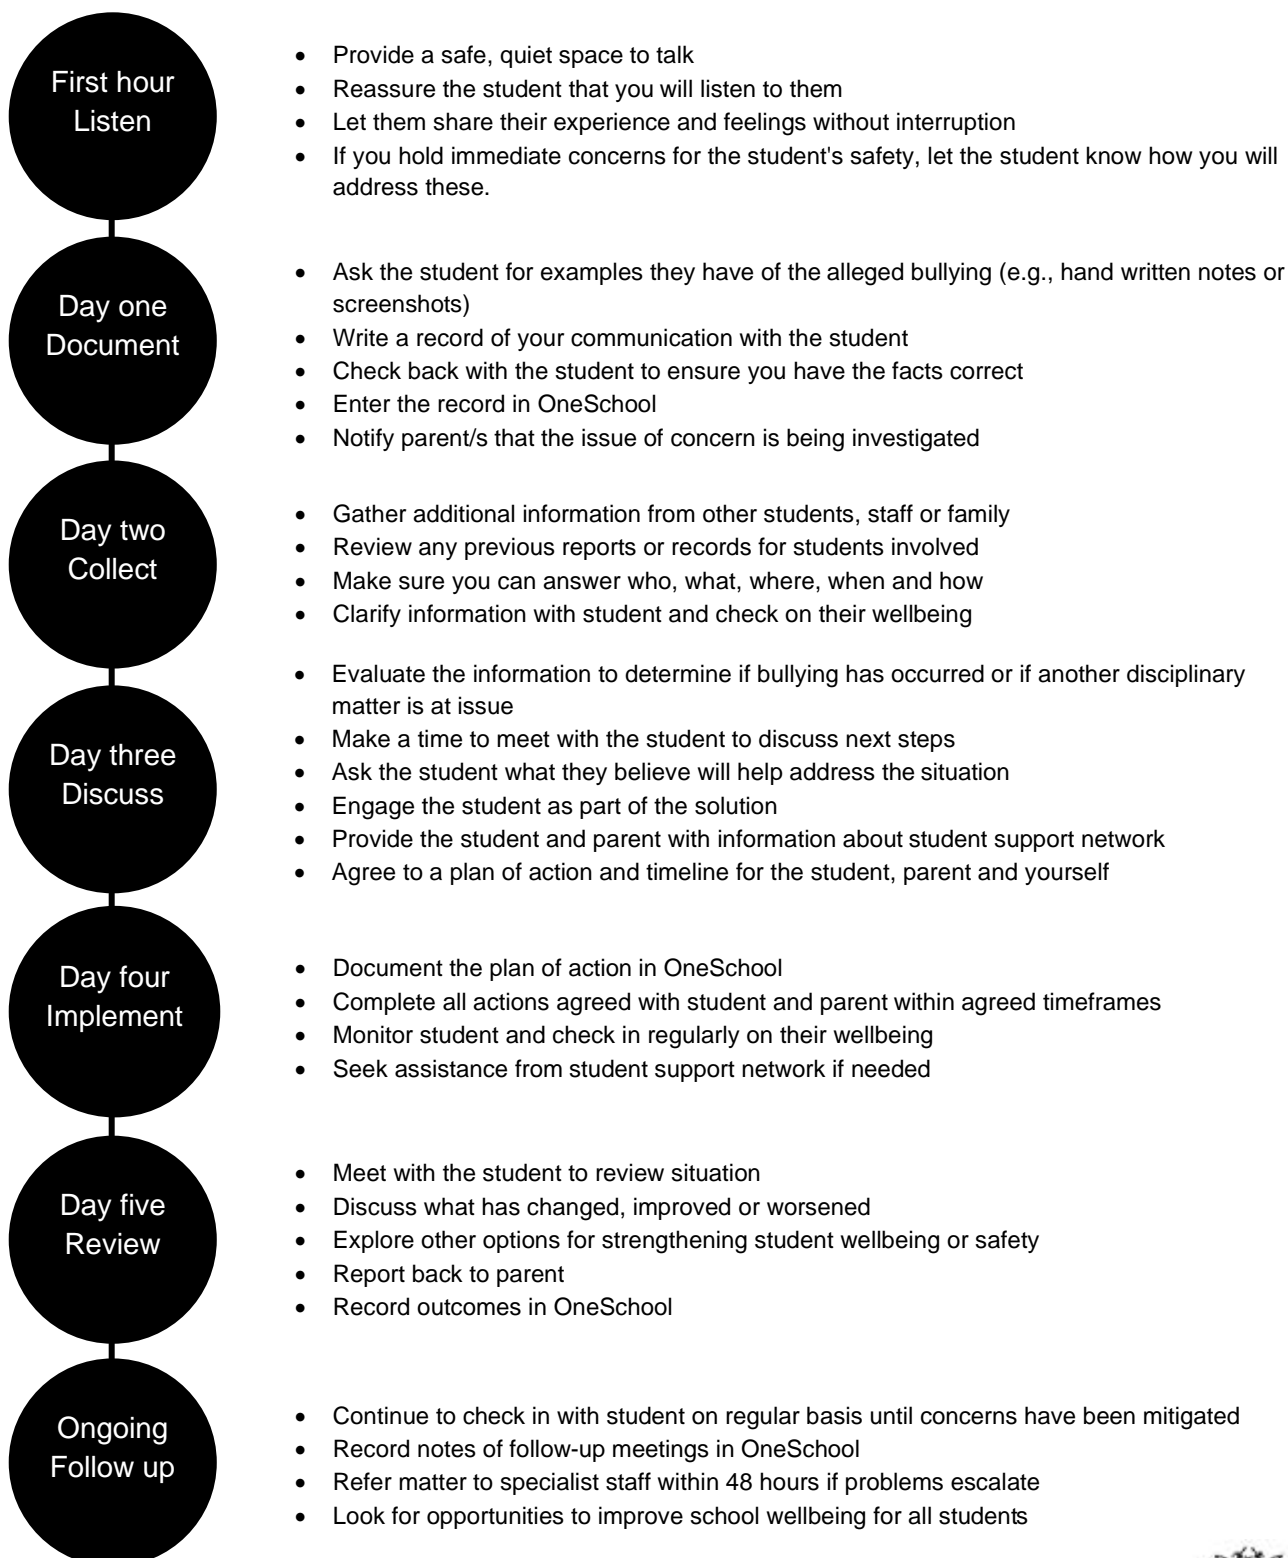 First hour
Listen
• Provide a safe, quiet space to talk
• Reassure the student that you will listen to them
• Let them share their experience and feelings without interruption
• If you hold immediate concerns for the student's safety, let the student know how you will
address these.
Day one
Document
• Ask the student for examples they have of the alleged bullying (e.g., hand written notes or
screenshots)
• Write a record of your communication with the student
• Check back with the student to ensure you have the facts correct
• Enter the record in OneSchool
• Notify parent/s that the issue of concern is being investigated
Day two
Collect
• Gather additional information from other students, staff or family
• Review any previous reports or records for students involved
• Make sure you can answer who, what, where, when and how
• Clarify information with student and check on their wellbeing
Day three
Discuss
• Evaluate the information to determine if bullying has occurred or if another disciplinary
matter is at issue
• Make a time to meet with the student to discuss next steps
• Ask the student what they believe will help address the situation
• Engage the student as part of the solution
• Provide the student and parent with information about student support network
• Agree to a plan of action and timeline for the student, parent and yourself
Day four
Implement
• Document the plan of action in OneSchool
• Complete all actions agreed with student and parent within agreed timeframes
• Monitor student and check in regularly on their wellbeing
• Seek assistance from student support network if needed
Day five
Review
• Meet with the student to review situation
• Discuss what has changed, improved or worsened
• Explore other options for strengthening student wellbeing or safety
• Report back to parent
• Record outcomes in OneSchool
Ongoing
Follow up
• Continue to check in with student on regular basis until concerns have been mitigated
• Record notes of follow-up meetings in OneSchool
• Refer matter to specialist staff within 48 hours if problems escalate
• Look for opportunities to improve school wellbeing for all students